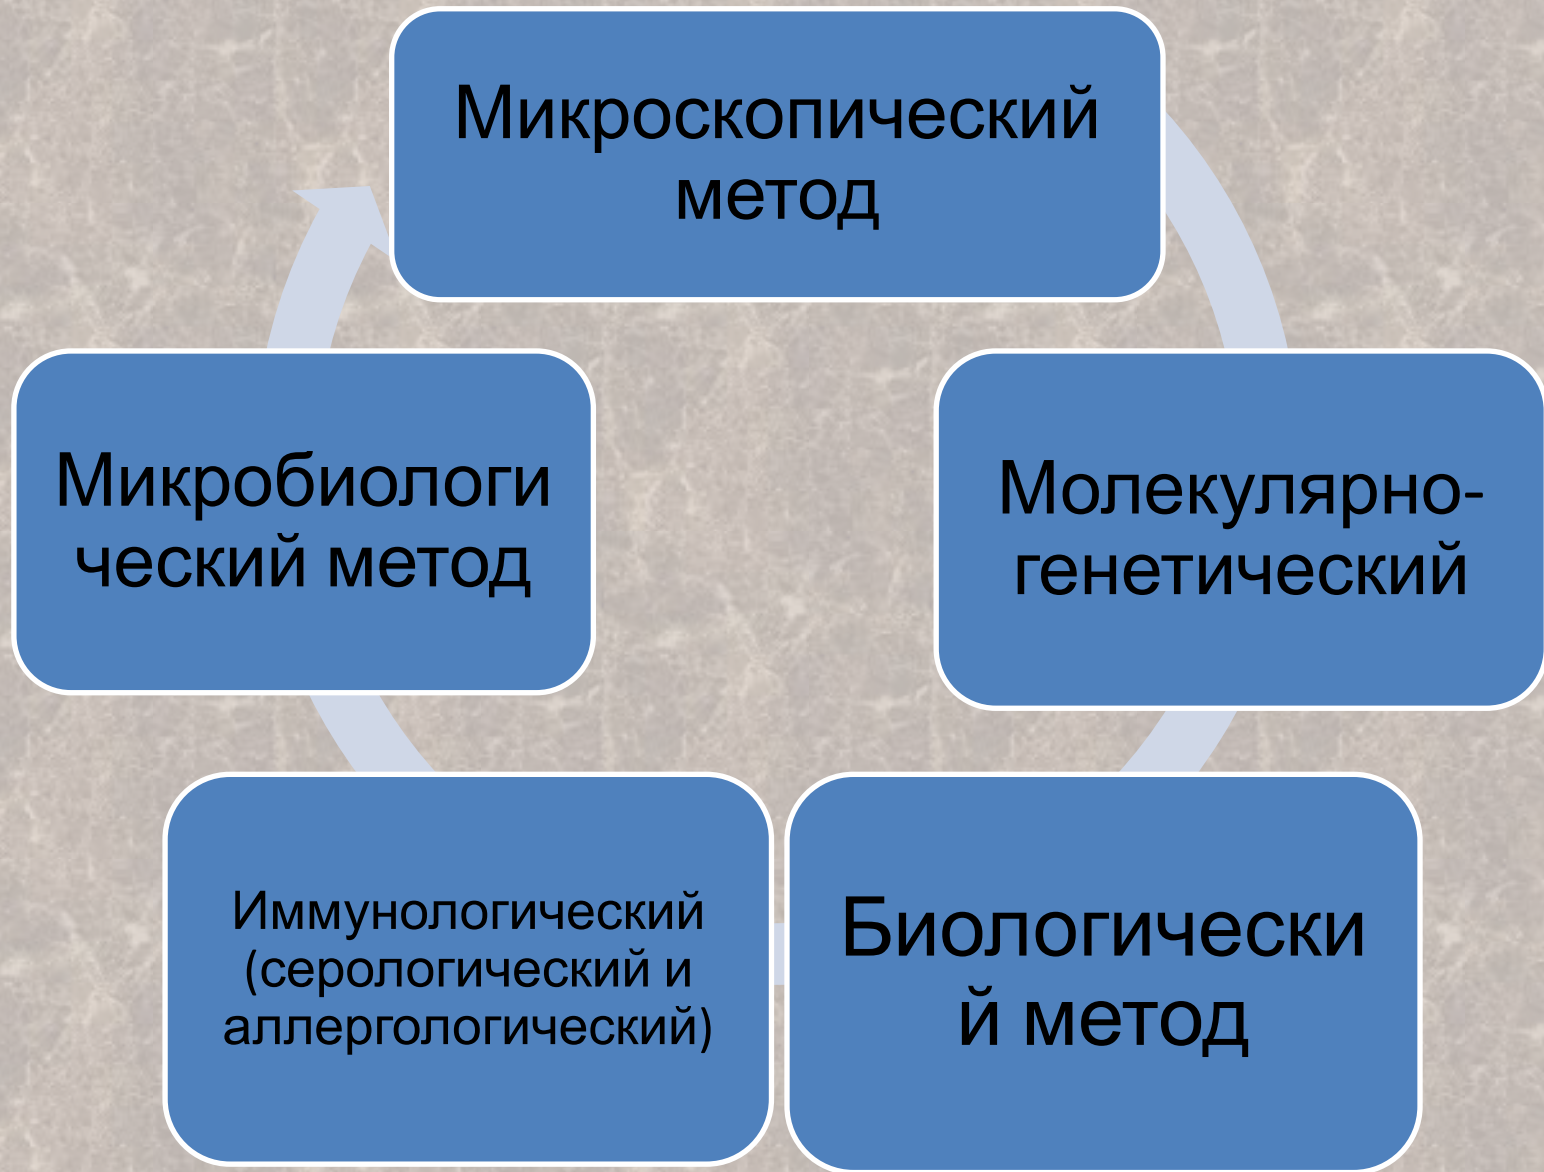 Микроскопический
метод
Молекулярно-
генетический
Биологически
й метод
Иммунологический
(серологический и
аллергологический)
Микробиологи
ческий метод